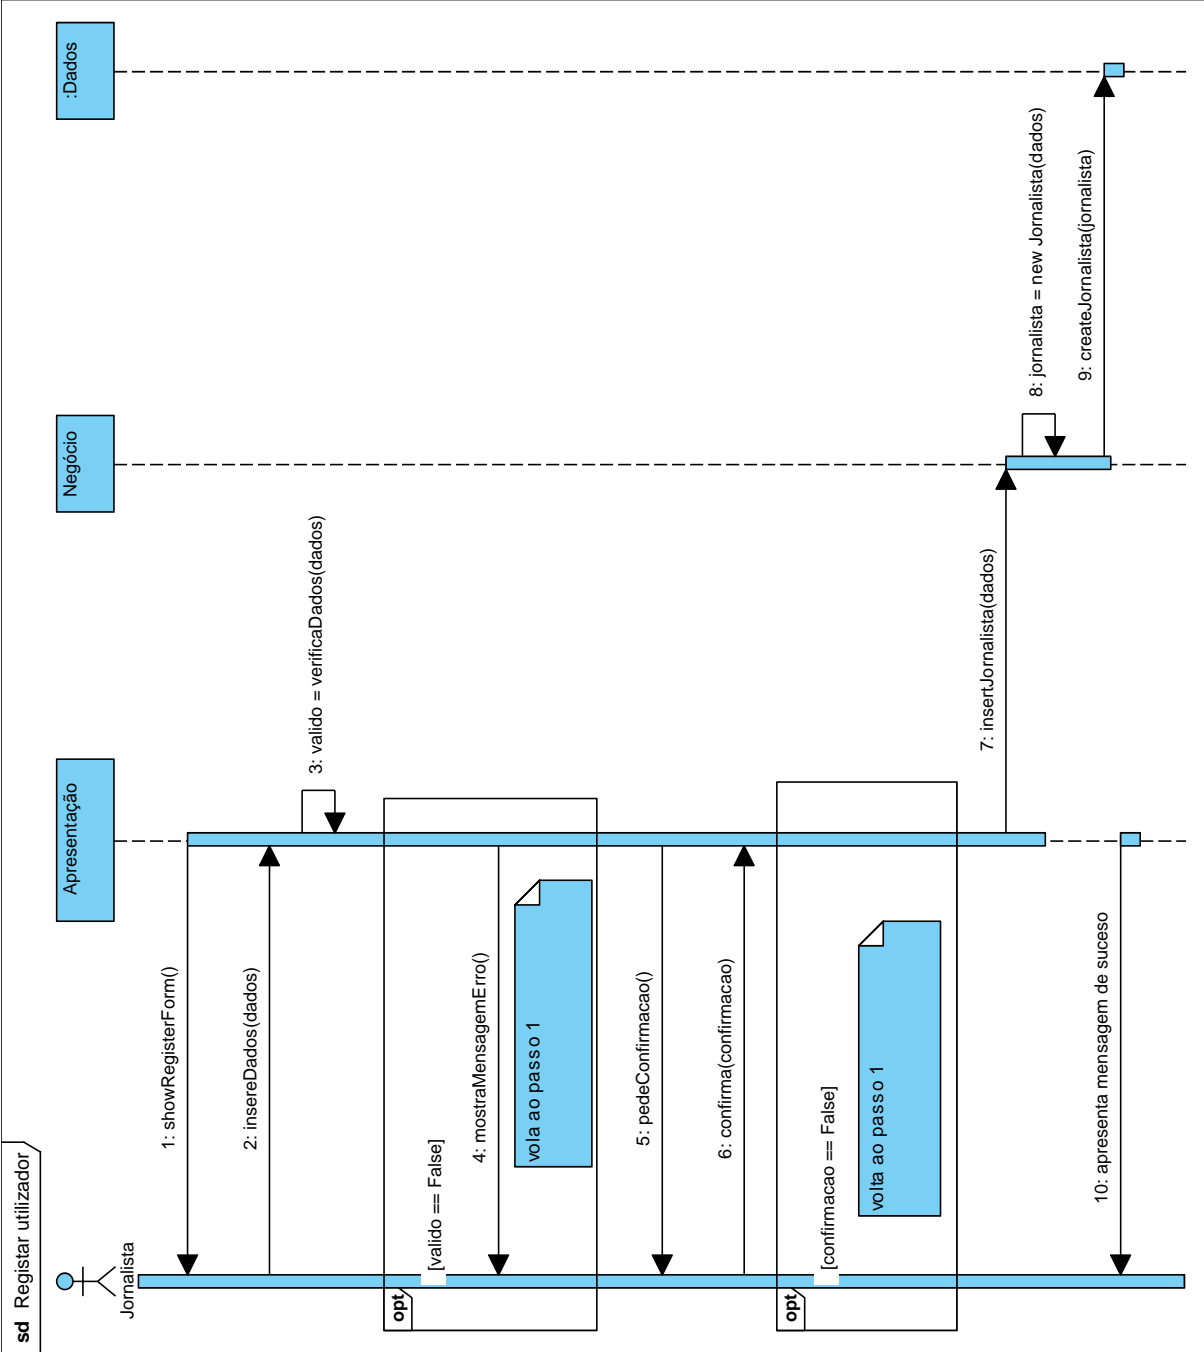 sd Registar utilizador
Jornalista
Apresentação
Negócio
:Dados
1: showRegisterForm()
2: insereDados(dados)
3: valido = verificaDados(dados)
opt
[valido == False]
4: mostraMensagemErro()
vola ao passo 1
5: pedeConfirmacao()
6: confirma(confirmacao)
opt
[confirmacao == False]
volta ao passo 1
7: insertJornalista(dados)
8: jornalista = new Jornalista(dados)
9: createJornalista(jornalista)
10: apresenta mensagem de suceso